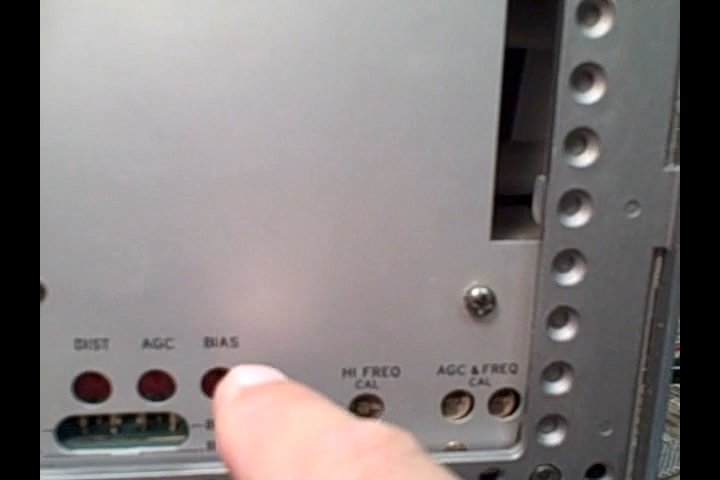 DIST AGC BIAS
HI FREQ
CAL
AGC & FREQ
CAL